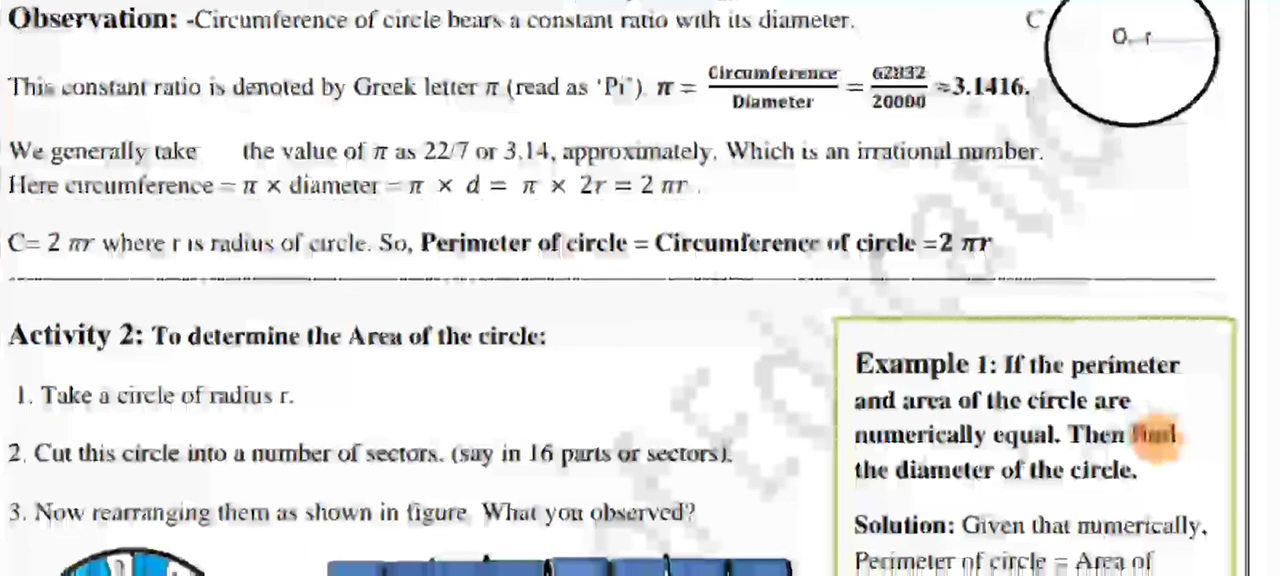 Observation: -Circumference of circle bears a constant ratio with its diameter.
C
O r
This constant ratio is denoted by Greek letter π (read as 'Pi'). π = Circumference/Diameter = 62832/20000 ≈3.1416.
We generally take the value of π as 22/7 or 3.14, approximately. Which is an irrational number.
Here circumference = π × diameter = π × d = π × 2r = 2 πr .
C= 2 πr where r is radius of circle. So, Perimeter of circle = Circumference of circle =2 πr
Activity 2: To determine the Area of the circle:
1. Take a circle of radius r.
2. Cut this circle into a number of sectors. (say in 16 parts or sectors).
3. Now rearranging them as shown in figure. What you observed?
Example 1: If the perimeter
and area of the circle are
numerically equal. Then find
the diameter of the circle.
Solution: Given that numerically,
Perimeter of circle = Area of